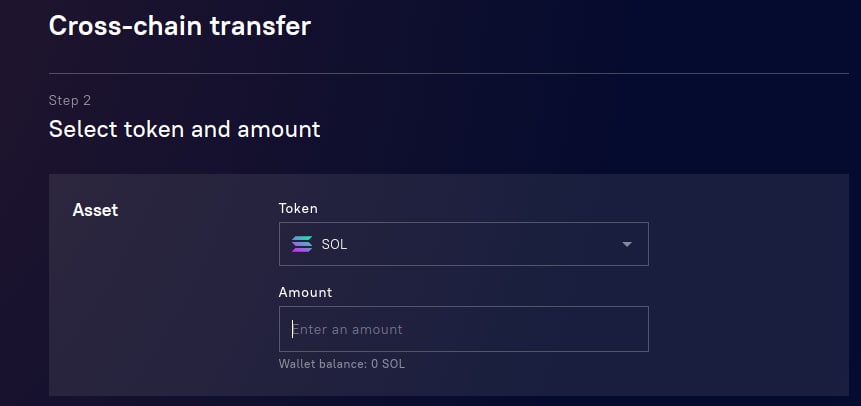 Cross-chain transfer
Step 2
Select token and amount
Asset
Token
SOL
Amount
Enter an amount
Wallet balance: 0 SOL